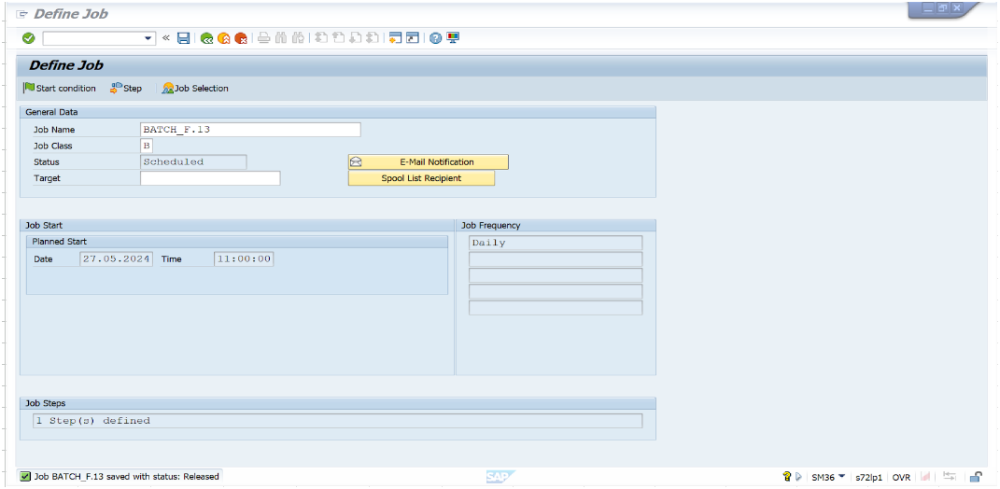 Define Job
Define Job
Start condition Step Job Selection
General Data
Job Name BATCH_F.13
Job Class B
Status Scheduled E-Mail Notification
Target Spool List Recipient
Job Start Job Frequency
Planned Start Daily
Date 27.05.2024 Time 11:00:00
Job Steps
1 Step(s) defined
Job BATCH_F.13 saved with status: Released SAP SM36 s72lp1 OVR